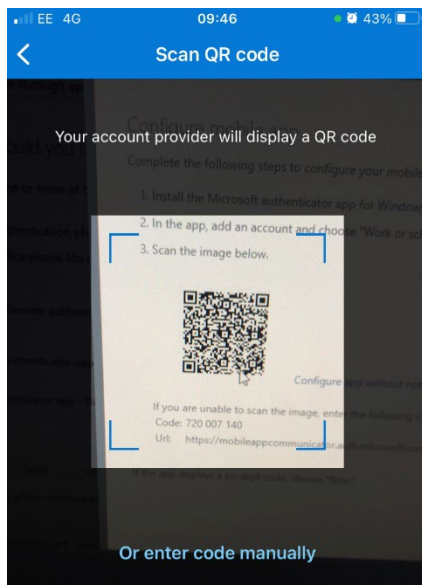 EE 4G 09:46 43%
Scan QR code
Configure mobile app
Your account provider will display a QR code
Complete the following steps to configure your mobile
1. Install the Microsoft authenticator app for Window
2. In the app, add an account and choose "Work or sc
3. Scan the image below.
Configure app without
If you are unable to scan the image, enter the following
Code: 720 007 140
Url: https://mobileappcommunicator.auth.microsoft.com
If the app displays a six-digit code, choose "Next".
Or enter code manually